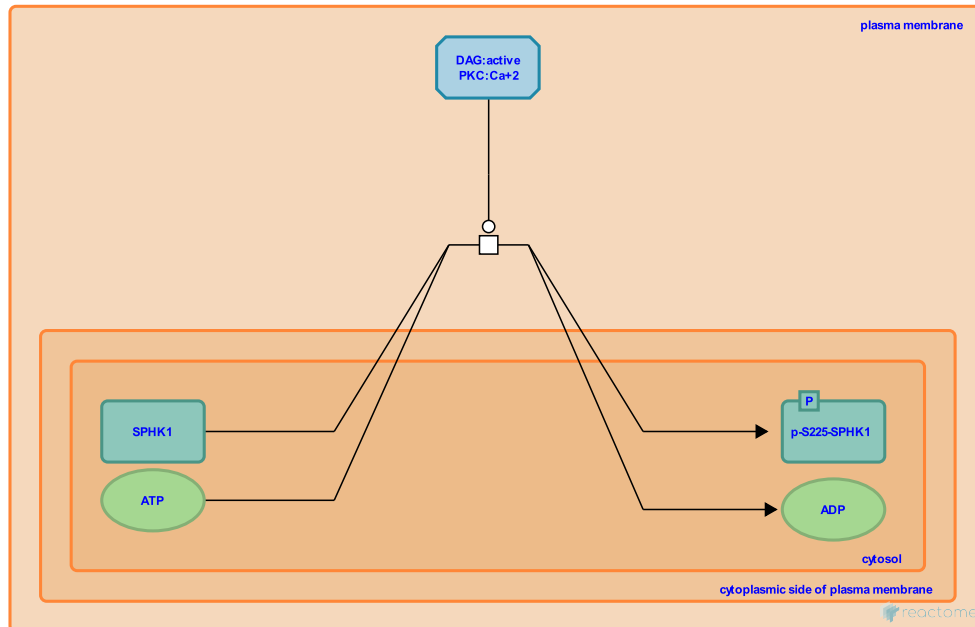 plasma membrane
DAG:active
PKC:Ca+2
SPHK1
P
p-S225-SPHK1
ATP
ADP
cytosol
cytoplasmic side of plasma membrane
reactome